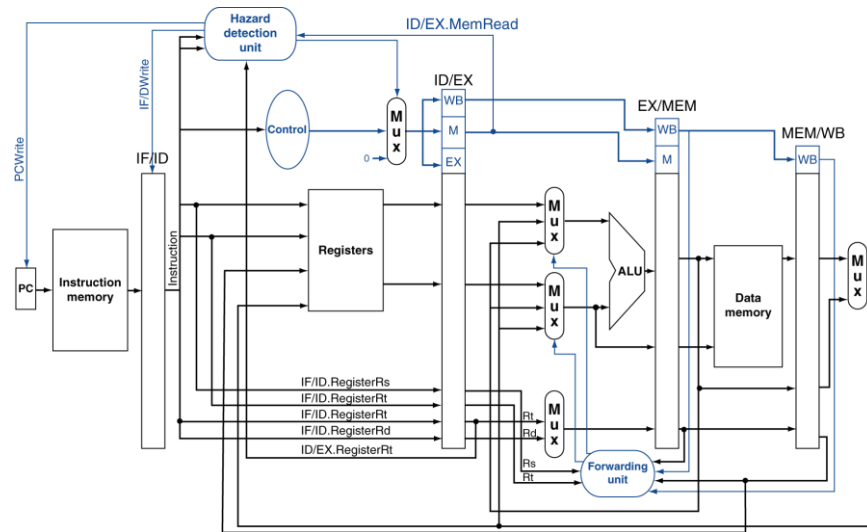 Hazard
detection
unit
ID/EX.MemRead
ID/EX
EX/MEM
MEM/WB
IF/ID
PCWrite
IF/DWrite
Control
0
M
u
x
WB
M
EX
WB
M
WB
PC
Instruction
memory
Instruction
Registers
M
u
x
M
u
x
ALU
Data
memory
M
u
x
IF/ID.RegisterRs
IF/ID.RegisterRt
IF/ID.RegisterRt
IF/ID.RegisterRd
ID/EX.RegisterRt
Rt
Rd
M
u
x
Rs
Rt
Forwarding
unit